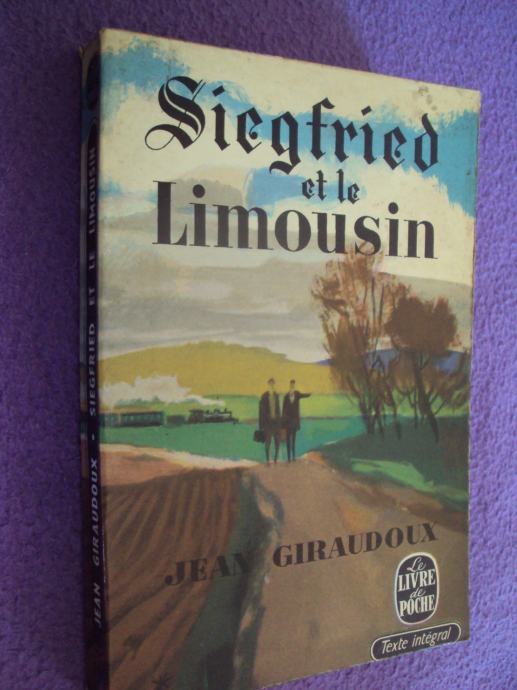 Siegfried
et le
Limousin
JEAN GIRAUDOUX
Le
LIVRE
de
POCHE
Texte intégral
JEAN GIRAUDOUX • SIEGFRIED ET LE LIMOUSIN